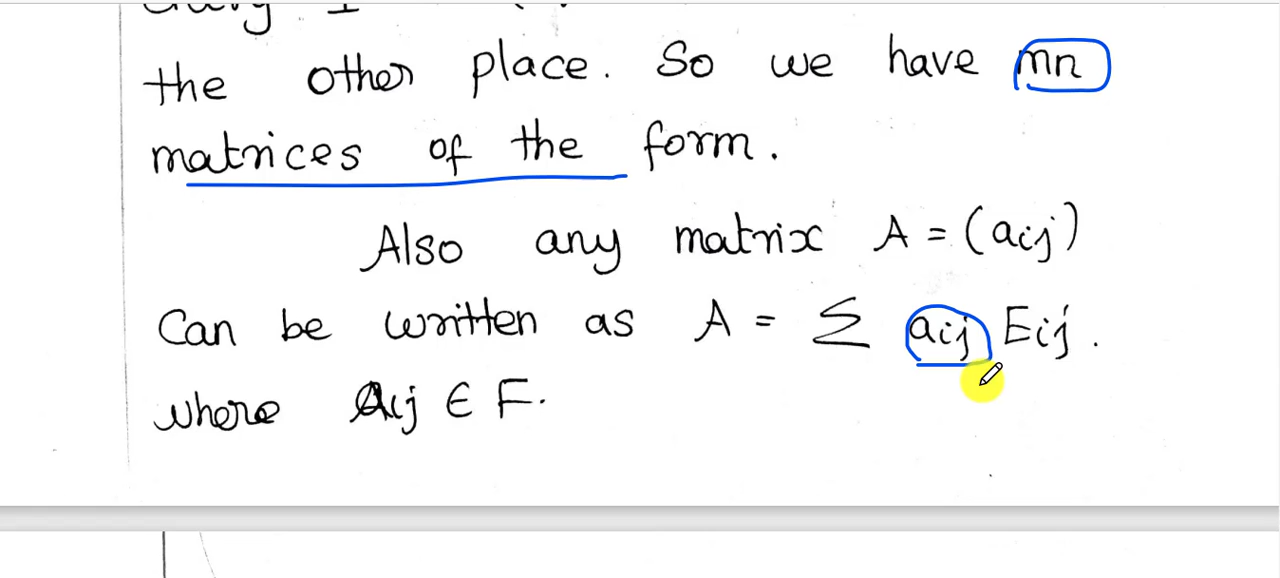 the other place. So we have mn
matrices of the form.
Also any matrix A = (aij)
Can be written as A = Σ aij Eij.
where aij ∈ F.